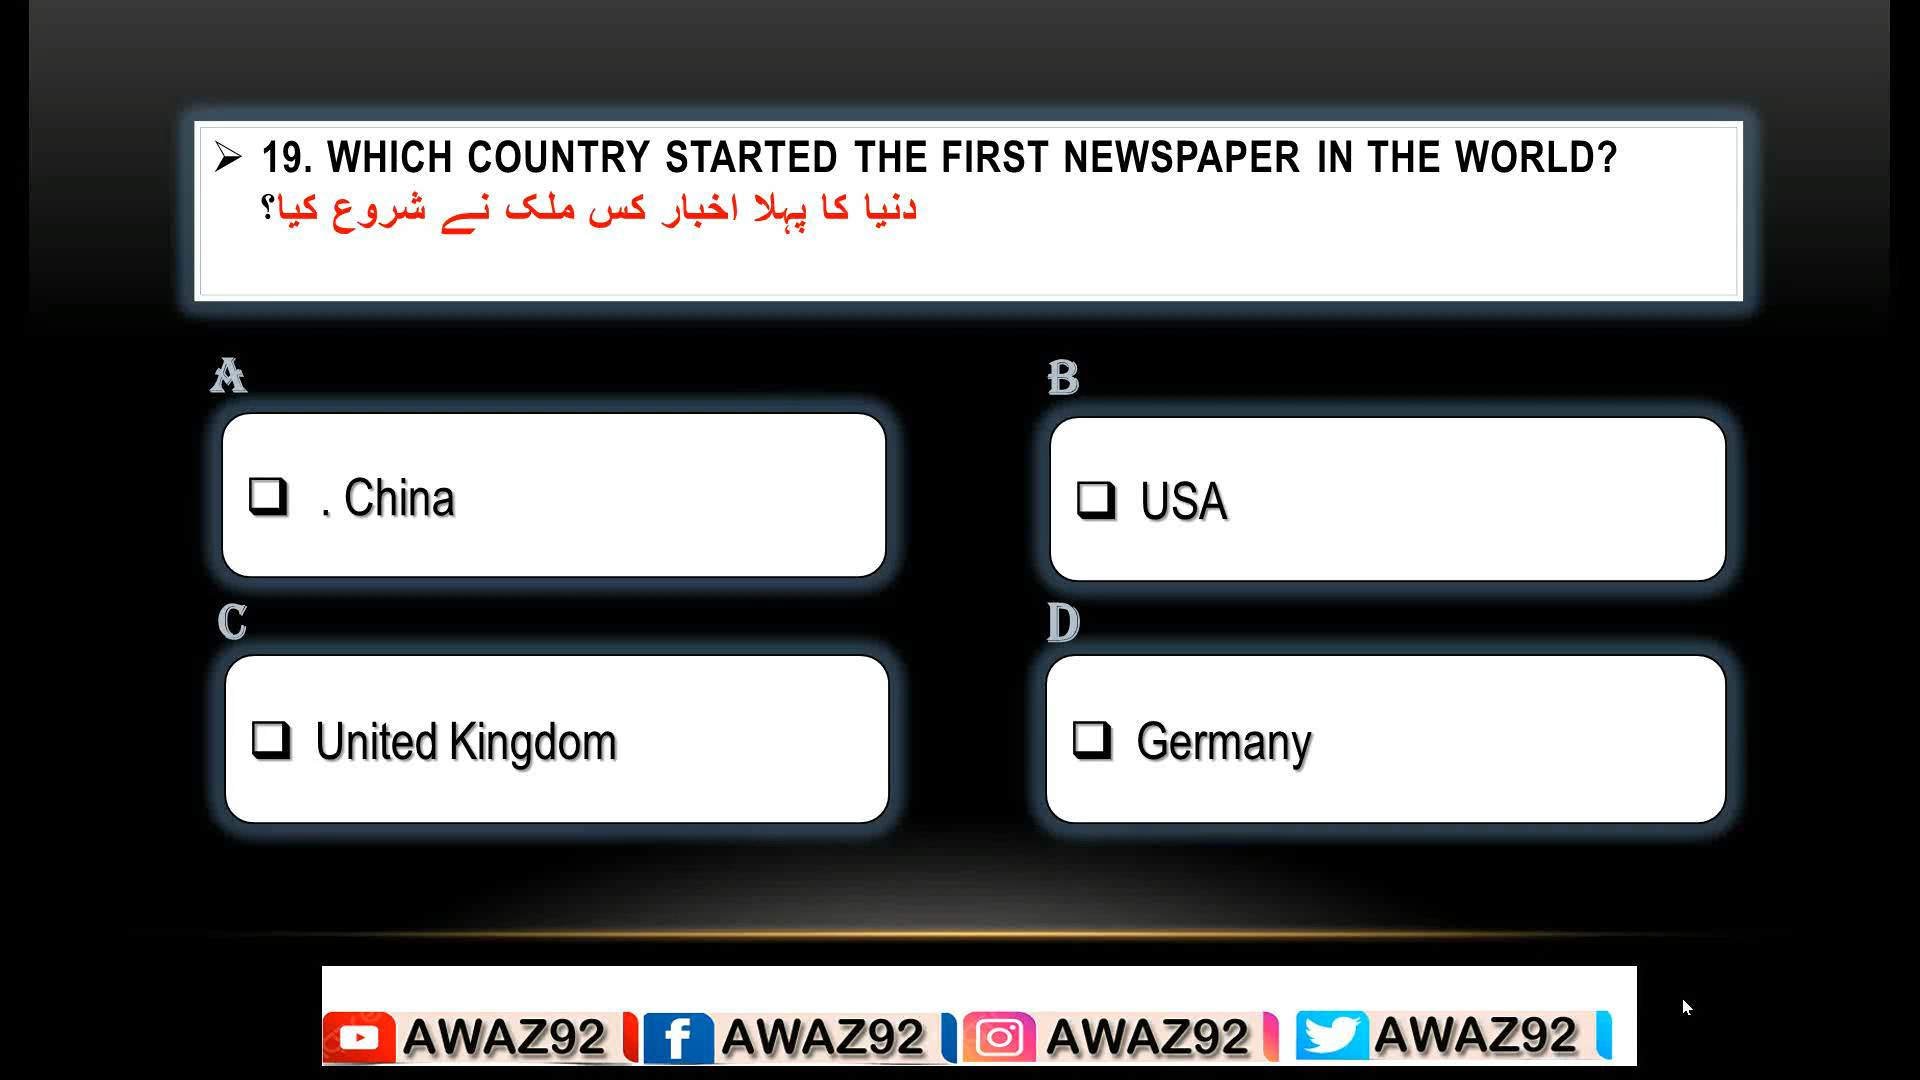 19. WHICH COUNTRY STARTED THE FIRST NEWSPAPER IN THE WORLD?
دنیا کا پہلا اخبار کس ملک نے شروع کیا؟
A
B
. China
USA
C
D
United Kingdom
Germany
AWAZ92 AWAZ92 AWAZ92 AWAZ92